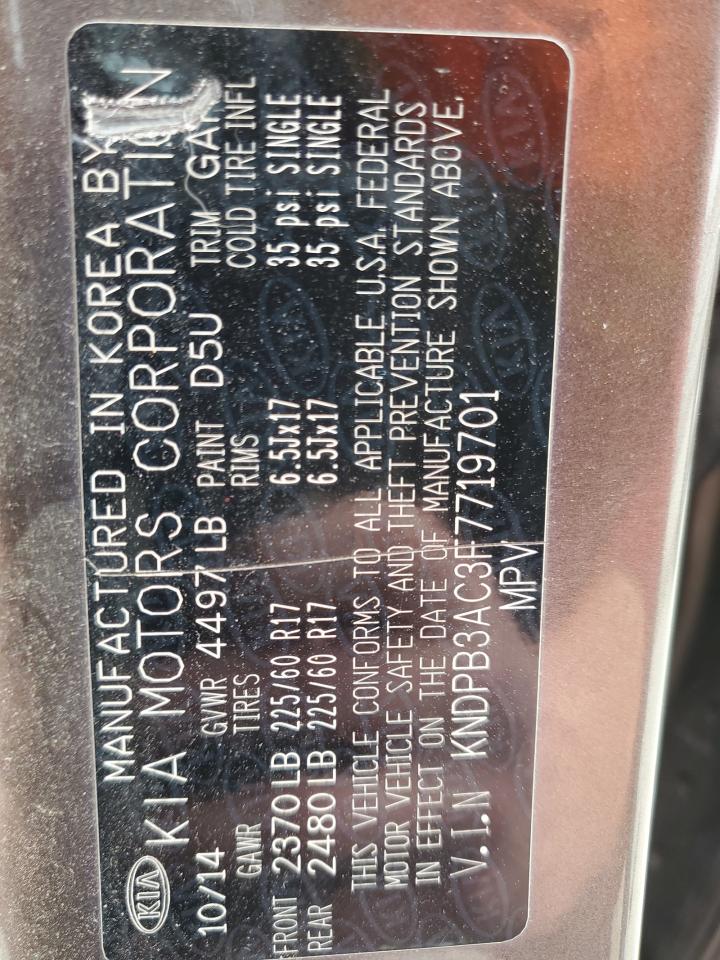 MANUFACTURED IN KOREA BY
KIA KIA MOTORS CORPORATION
10/14 GVWR 4497 LB PAINT D5U TRIM
GAWR TIRES RIMS COLD TIRE INFL
FRONT 2370 LB 225/60 R17 6.5Jx17 35 psi SINGLE
REAR 2480 LB 225/60 R17 6.5Jx17 35 psi SINGLE
THIS VEHICLE CONFORMS TO ALL APPLICABLE U.S.A. FEDERAL
MOTOR VEHICLE SAFETY AND THEFT PREVENTION STANDARDS
IN EFFECT ON THE DATE OF MANUFACTURE SHOWN ABOVE.
V.I.N KNDPB3AC3F7719701
MPV